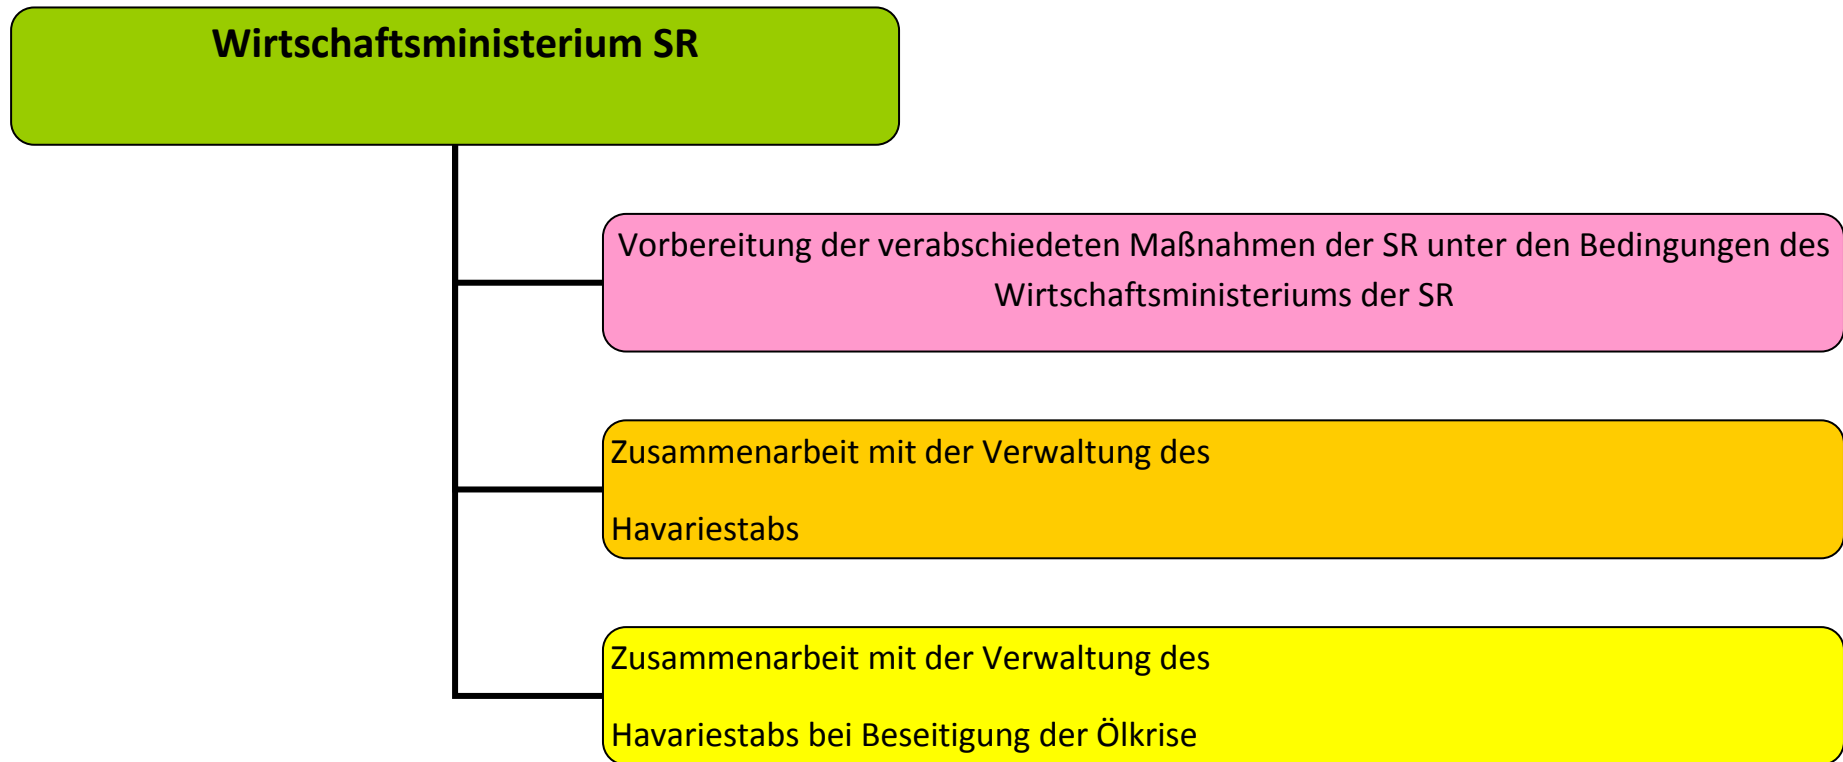 Wirtschaftsministerium SR
Vorbereitung der verabschiedeten Maßnahmen der SR unter den Bedingungen des
Wirtschaftsministeriums der SR
Zusammenarbeit mit der Verwaltung des
Havariestabs
Zusammenarbeit mit der Verwaltung des
Havariestabs bei Beseitigung der Ölkrise